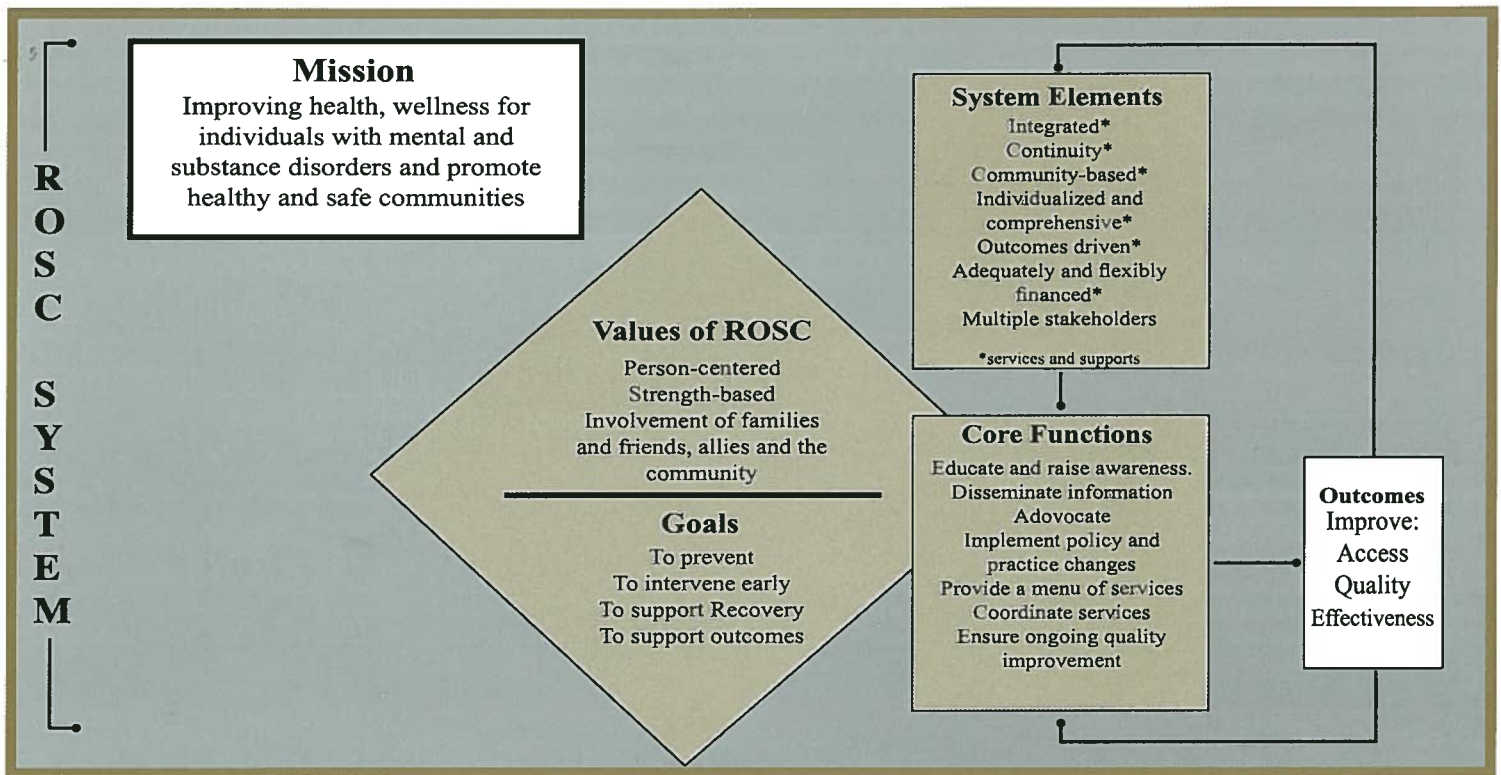 ROSC SYSTEM
Mission
Improving health, wellness for
individuals with mental and
substance disorders and promote
healthy and safe communities
Values of ROSC
Person-centered
Strength-based
Involvement of families
and friends, allies and the
community
Goals
To prevent
To intervene early
To support Recovery
To support outcomes
System Elements
Integrated*
Continuity*
Community-based*
Individualized and
comprehensive*
Outcomes driven*
Adequately and flexibly
financed*
Multiple stakeholders
*services and supports
Core Functions
Educate and raise awareness.
Disseminate information
Adovocate
Implement policy and
practice changes
Provide a menu of services
Coordinate services
Ensure ongoing quality
improvement
Outcomes
Improve:
Access
Quality
Effectiveness